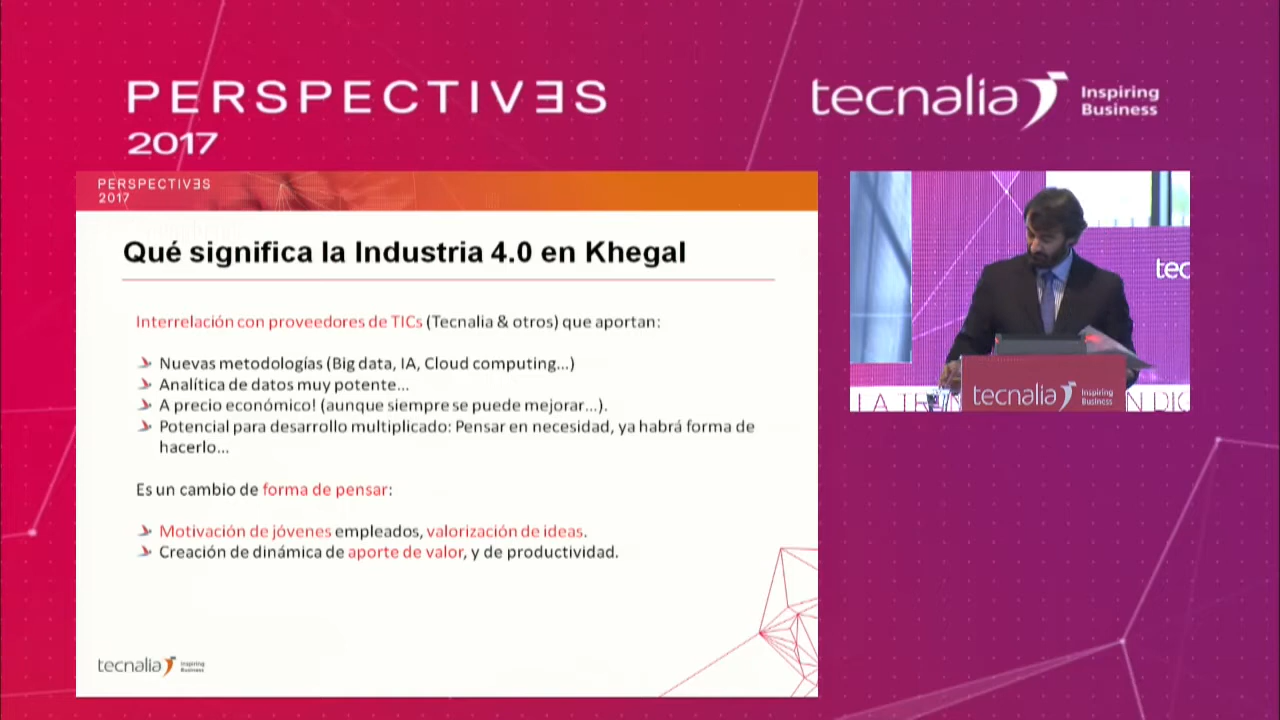 PERSPECTIVƎS
2017
tecnalia Inspiring
Business
PERSPECTIVƎS
2017
Qué significa la Industria 4.0 en Khegal
Interrelación con proveedores de TICs (Tecnalia & otros) que aportan:
Nuevas metodologías (Big data, IA, Cloud computing...)
Analítica de datos muy potente...
A precio económico! (aunque siempre se puede mejorar...).
Potencial para desarrollo multiplicado: Pensar en necesidad, ya habrá forma de
hacerlo...
Es un cambio de forma de pensar:
Motivación de jóvenes empleados, valorización de ideas.
Creación de dinámica de aporte de valor, y de productividad.
tecnalia Inspiring
Business
tec
tecnalia Inspiring
Business